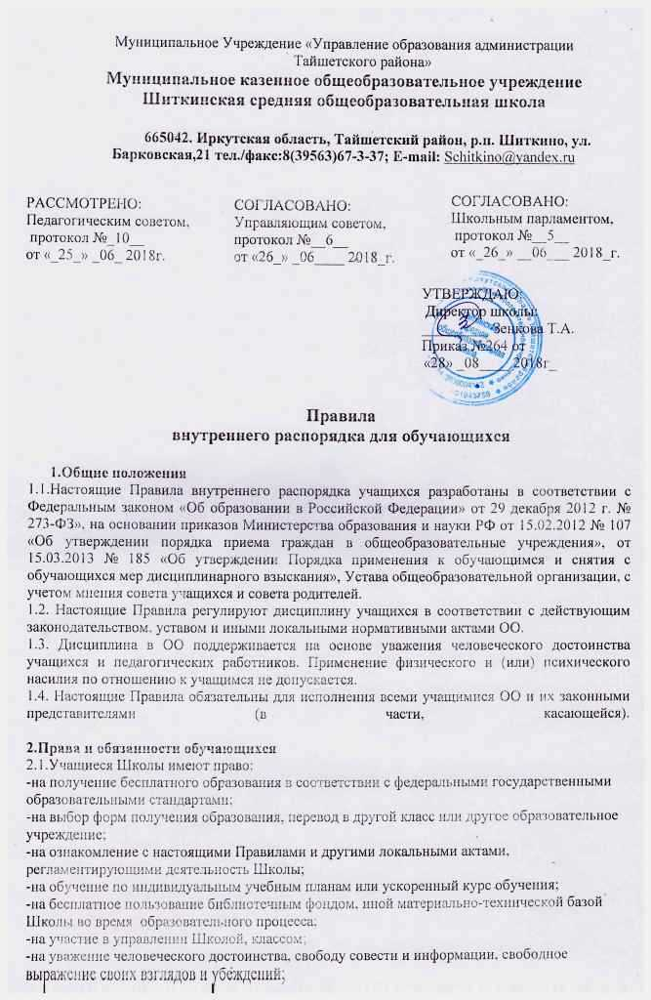 Муниципальное Учреждение «Управление образования администрации
Тайшетского района»
Муниципальное казенное общеобразовательное учреждение
Шиткинская средняя общеобразовательная школа
665042. Иркутская область, Тайшетский район, р.п. Шиткино, ул.
Барковская,21 тел./факс:8(39563)67-3-37; E-mail: Schitkino@yandex.ru
РАССМОТРЕНО:
Педагогическим советом,
протокол №_10__
от «_25_» _06_ 2018г.
СОГЛАСОВАНО:
Управляющим советом,
протокол №__6__
от «26_» _06____ 2018_г.
СОГЛАСОВАНО:
Школьным парламентом,
протокол №__5__
от «_26_» __06___ 2018_г.
УТВЕРЖДАЮ:
Директор школы:
Зенкова Т.А.
Приказ №264 от
«28» _08____ 2018г_
Правила
внутреннего распорядка для обучающихся
1.Общие положения
1.1.Настоящие Правила внутреннего распорядка учащихся разработаны в соответствии с
Федеральным законом «Об образовании в Российской Федерации» от 29 декабря 2012 г. №
273-ФЗ», на основании приказов Министерства образования и науки РФ от 15.02.2012 № 107
«Об утверждении порядка приема граждан в общеобразовательные учреждения», от
15.03.2013 № 185 «Об утверждении Порядка применения к обучающимся и снятия с
обучающихся мер дисциплинарного взыскания», Устава общеобразовательной организации, с
учетом мнения совета учащихся и совета родителей.
1.2. Настоящие Правила регулируют дисциплину учащихся в соответствии с действующим
законодательством, уставом и иными локальными нормативными актами ОО.
1.3. Дисциплина в ОО поддерживается на основе уважения человеческого достоинства
учащихся и педагогических работников. Применение физического и (или) психического
насилия по отношению к учащимся не допускается.
1.4. Настоящие Правила обязательны для исполнения всеми учащимися ОО и их законными
представителями (в части, касающейся).
2.Права и обязанности обучающихся
2.1.Учащиеся Школы имеют право:
-на получение бесплатного образования в соответствии с федеральными государственными
образовательными стандартами;
-на выбор форм получения образования, перевод в другой класс или другое образовательное
учреждение;
-на ознакомление с настоящими Правилами и другими локальными актами,
регламентирующими деятельность Школы;
-на обучение по индивидуальным учебным планам или ускоренный курс обучения;
-на бесплатное пользование библиотечным фондом, иной материально-технической базой
Школы во время образовательного процесса;
-на участие в управлении Школой, классом;
-на уважение человеческого достоинства, свободу совести и информации, свободное
выражение своих взглядов и убеждений;